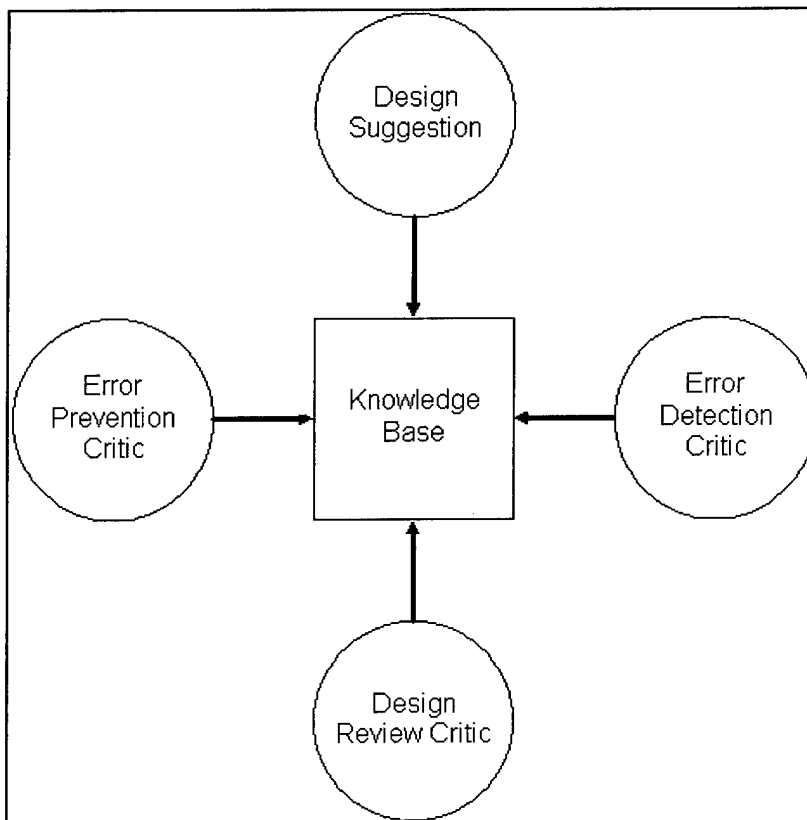 Design
Suggestion
Error
Prevention
Critic
Knowledge
Base
Error
Detection
Critic
Design
Review Critic